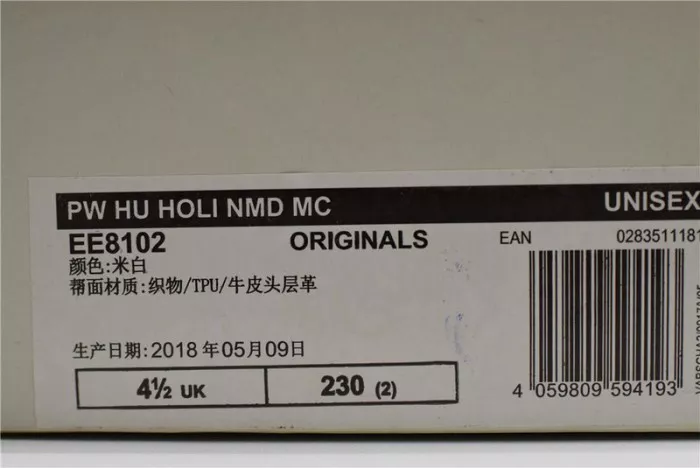 PW HU HOLI NMD MC UNISEX
EE8102 ORIGINALS EAN 0283511181
颜色:米白
帮面材质:织物/TPU/牛皮头层革
生产日期:2018年05月09日
4½ UK 230 (2)
4 059809 594193